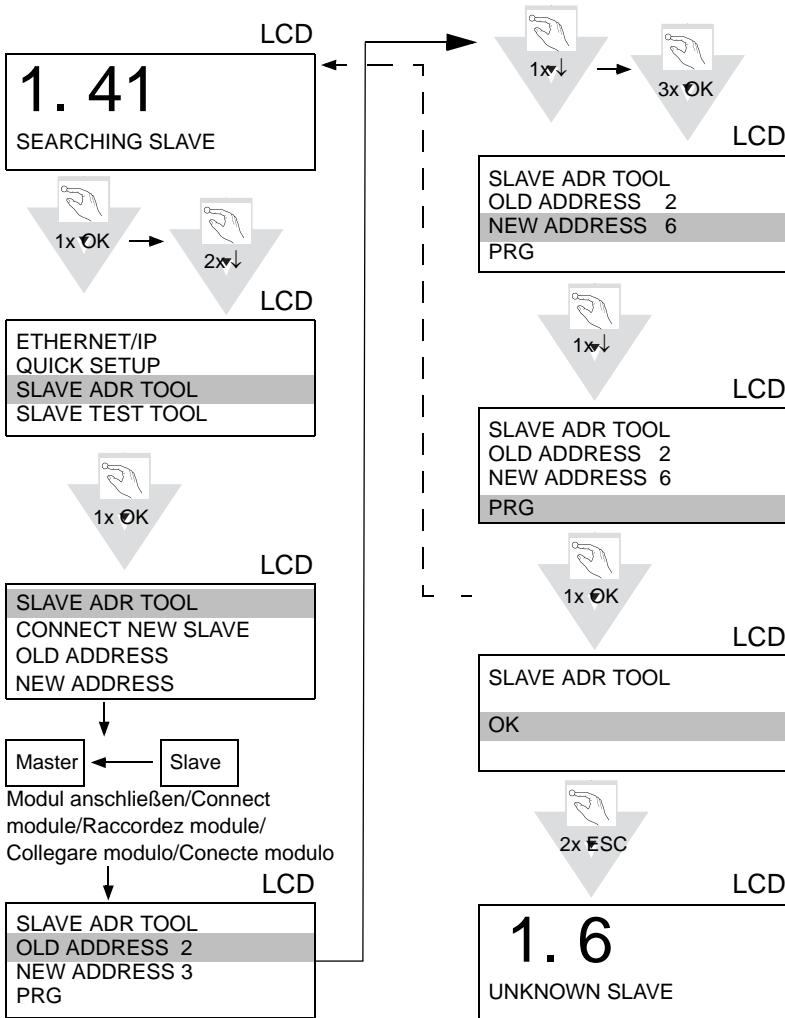 LCD
1. 41
SEARCHING SLAVE
1x OK
2x↓
LCD
ETHERNET/IP
QUICK SETUP
SLAVE ADR TOOL
SLAVE TEST TOOL
1x OK
LCD
SLAVE ADR TOOL
CONNECT NEW SLAVE
OLD ADDRESS
NEW ADDRESS
Master
Slave
Modul anschließen/Connect
module/Raccordez module/
Collegare modulo/Conecte modulo
LCD
SLAVE ADR TOOL
OLD ADDRESS 2
NEW ADDRESS 3
PRG
1x↓
3x OK
LCD
SLAVE ADR TOOL
OLD ADDRESS 2
NEW ADDRESS 6
PRG
1x↓
LCD
SLAVE ADR TOOL
OLD ADDRESS 2
NEW ADDRESS 6
PRG
1x OK
LCD
SLAVE ADR TOOL
OK
2x ESC
LCD
1. 6
UNKNOWN SLAVE